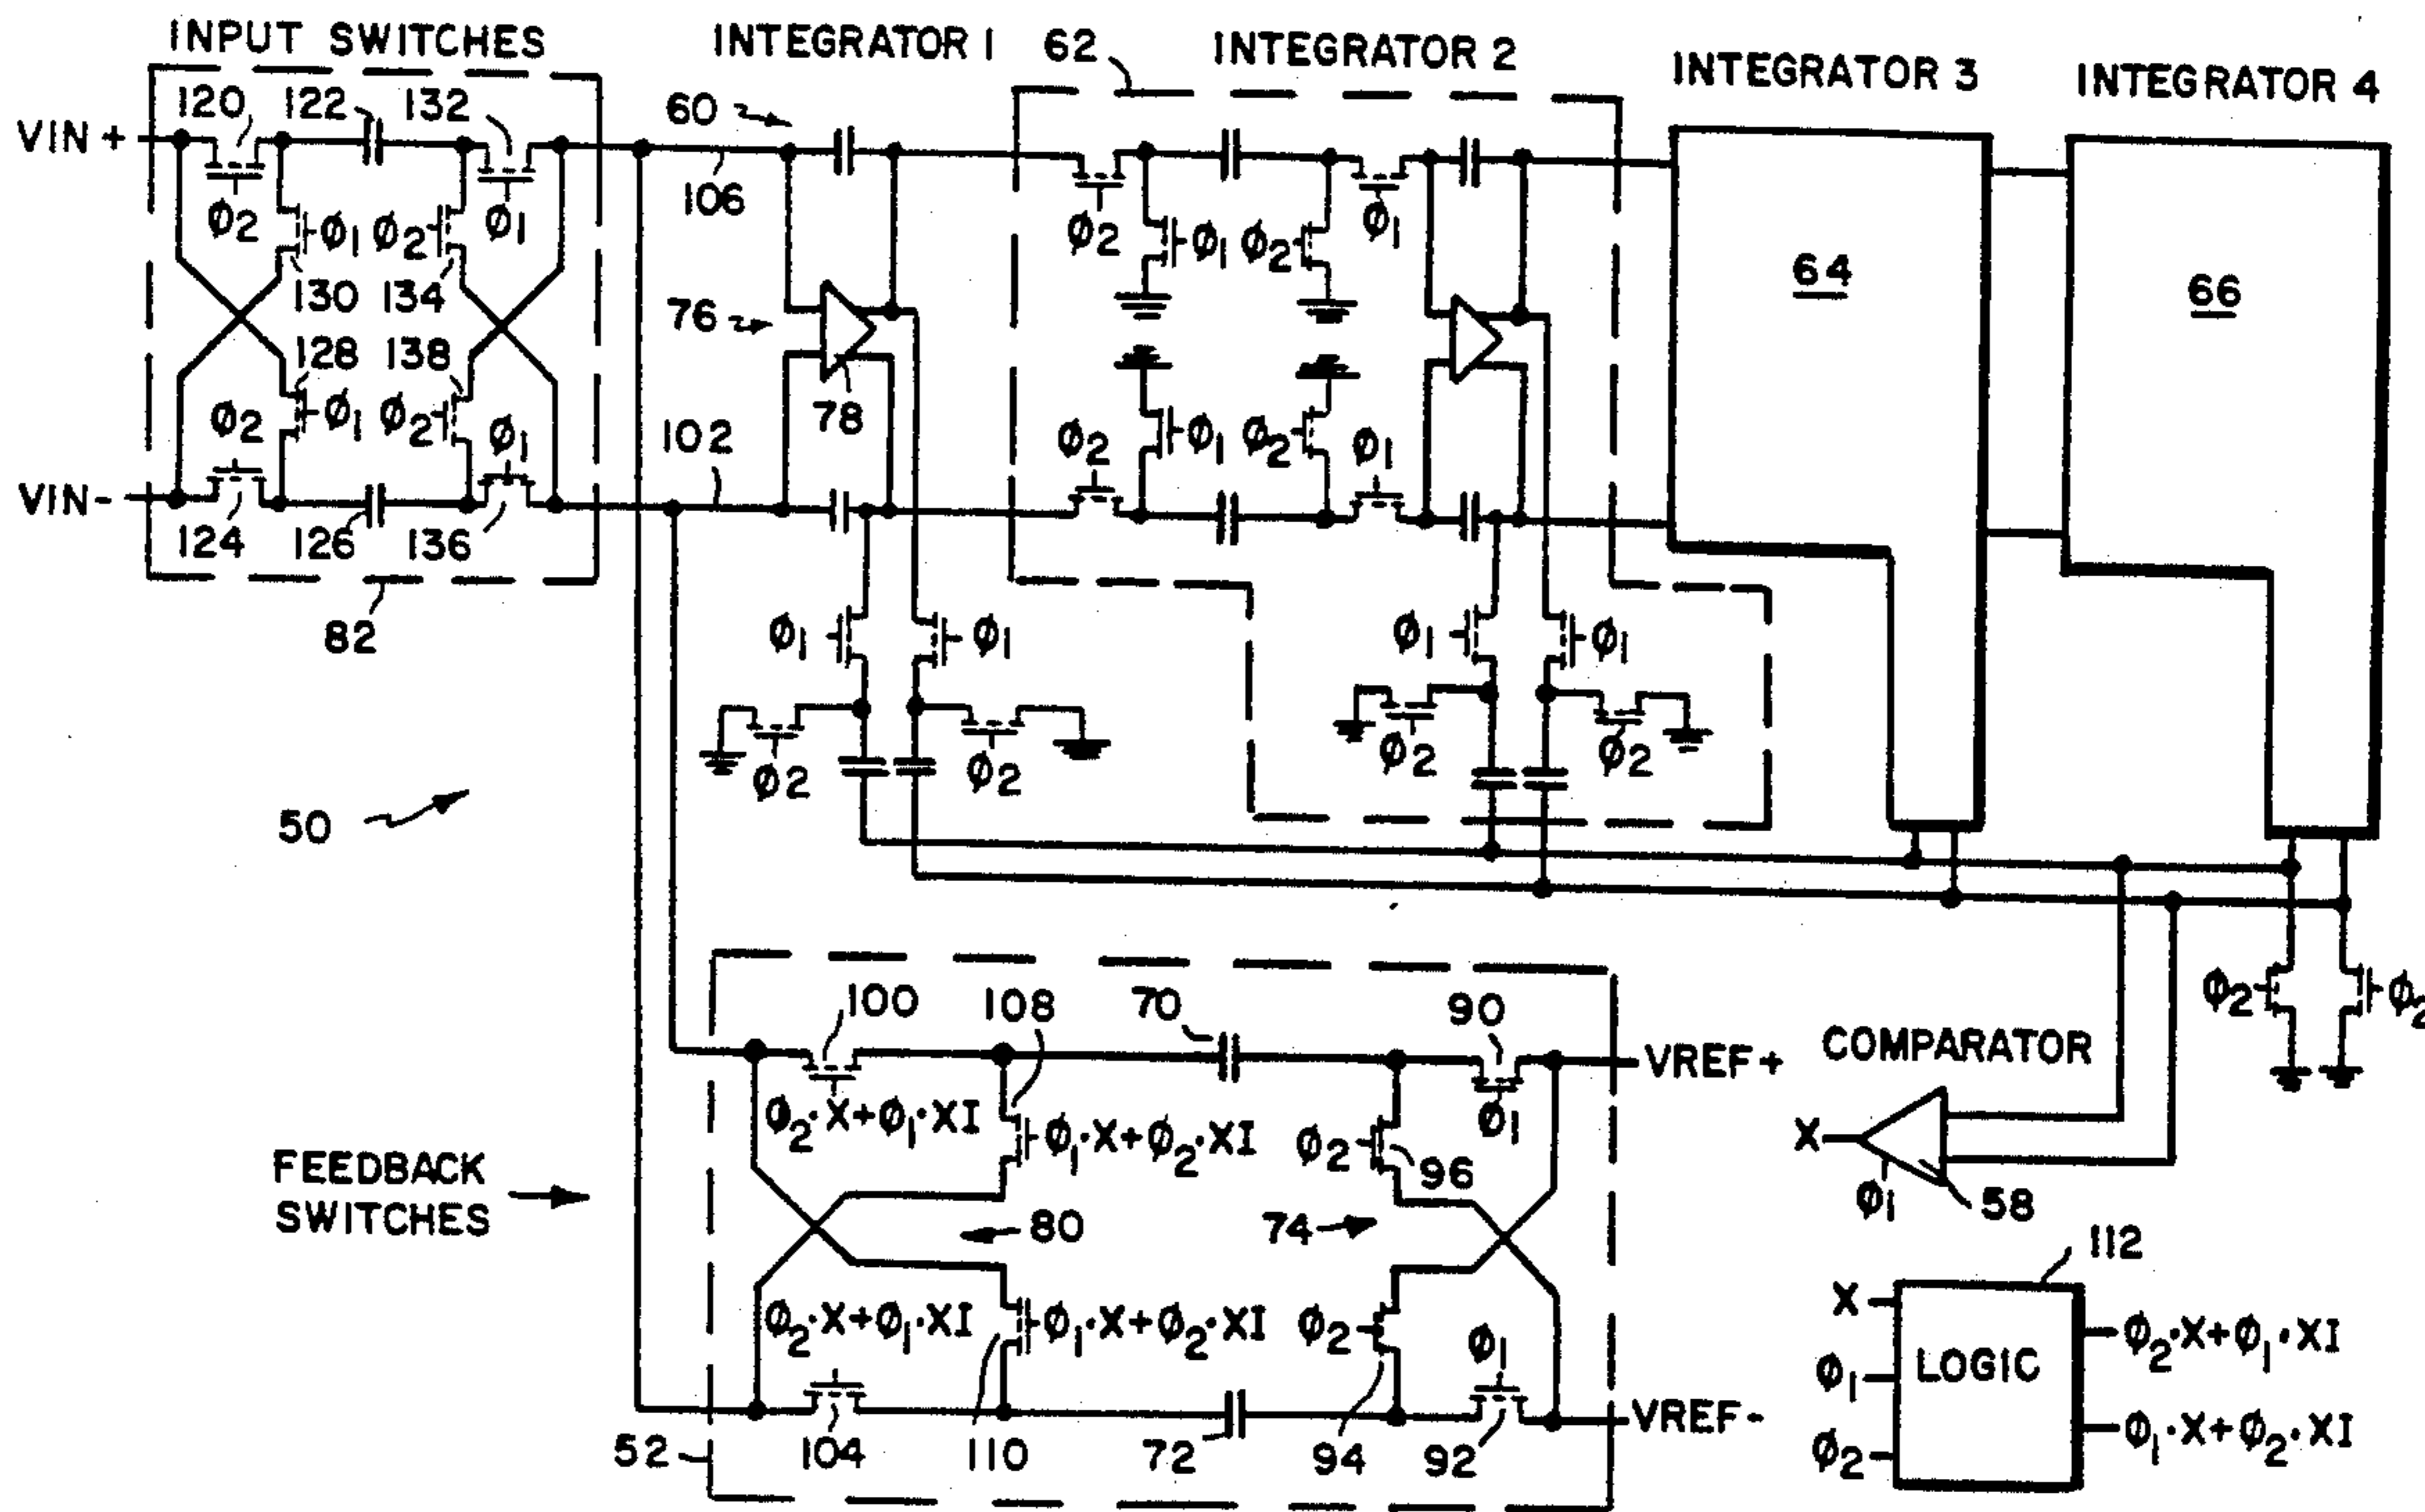 INPUT SWITCHES
INTEGRATOR 1
62
INTEGRATOR 2
INTEGRATOR 3
INTEGRATOR 4
120
122
132
60
VIN +
106
Ø2
Ø1
Ø2
Ø1
Ø2
Ø1
Ø2
Ø1
130
134
76
64
66
128
138
78
Ø2
Ø1
Ø2
Ø1
102
Ø2
Ø1
Ø2
Ø1
VIN-
124
126
136
82
Ø1
Ø1
Ø1
Ø1
Ø2
Ø2
Ø2
Ø2
50
100
108
70
90
Ø2
Ø2
COMPARATOR
VREF+
Ø2·X+Ø1·XI
Ø1·X+Ø2·XI
Ø2
Ø1
96
X
Ø1
58
FEEDBACK
SWITCHES
80
74
112
Ø2·X+Ø1·XI
Ø1·X+Ø2·XI
Ø2
Ø1
X
Ø1
Ø2
LOGIC
Ø2·X+Ø1·XI
Ø1·X+Ø2·XI
VREF-
52
104
110
72
94
92